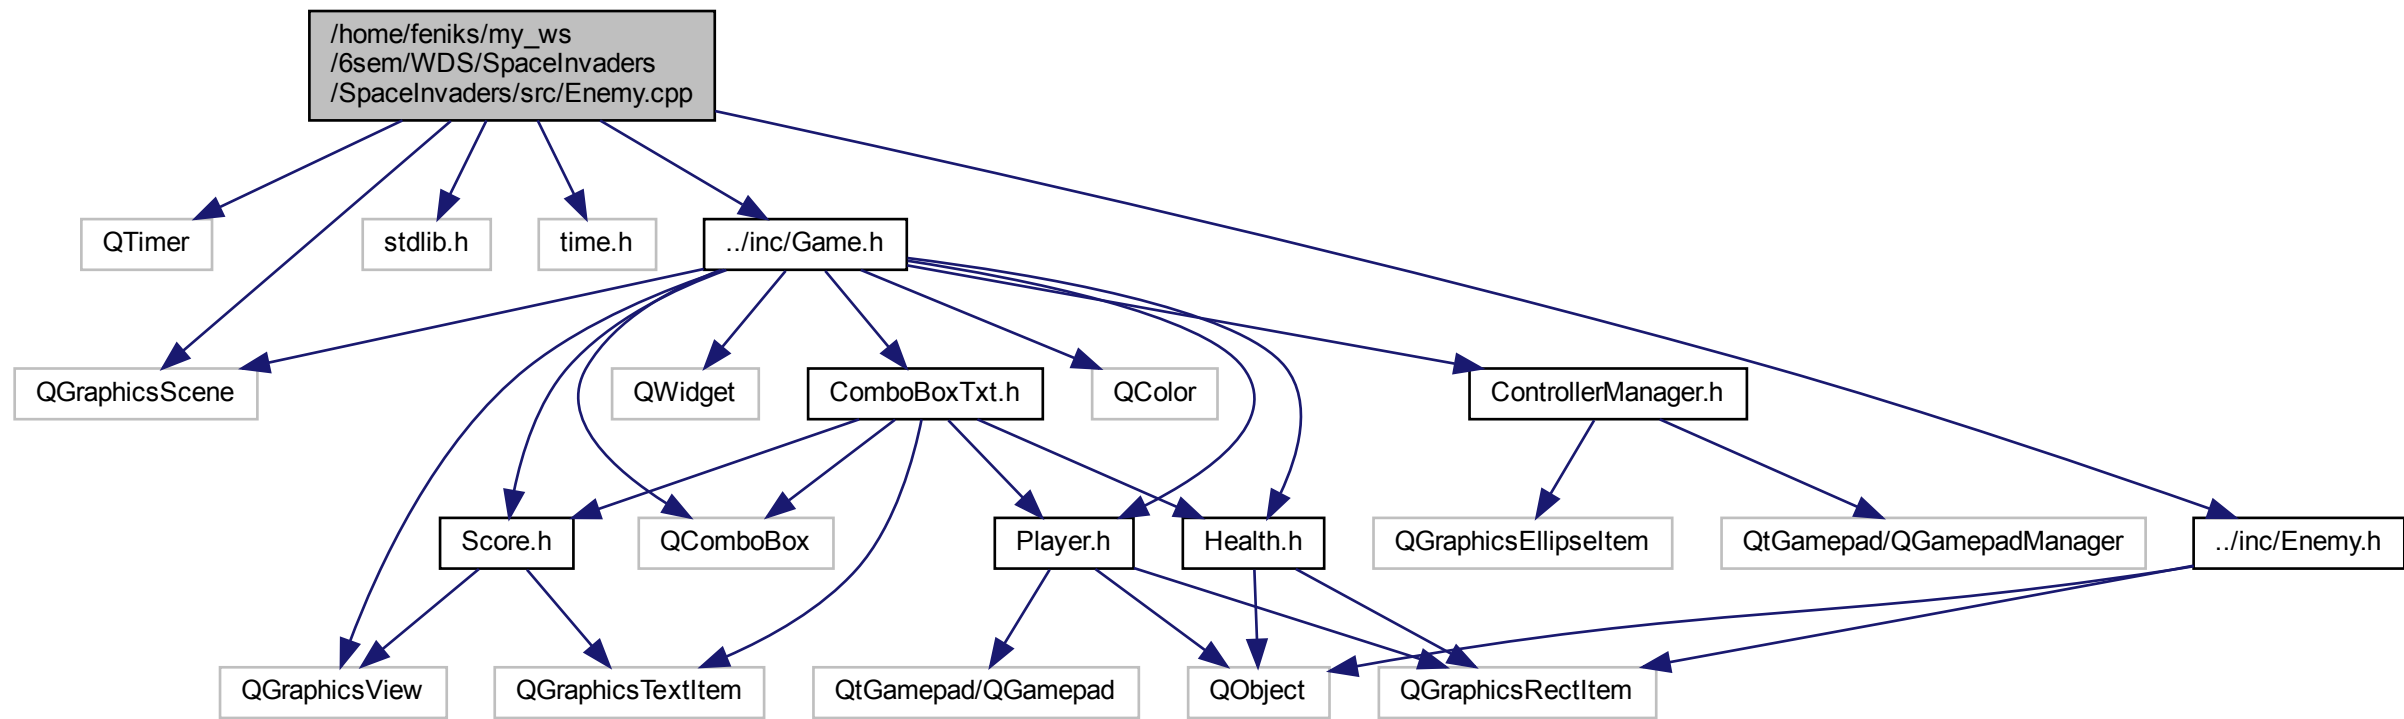 /home/feniks/my_ws
/6sem/WDS/SpaceInvaders
/SpaceInvaders/src/Enemy.cpp
QTimer
stdlib.h
time.h
../inc/Game.h
QGraphicsScene
QWidget
ComboBoxTxt.h
QColor
ControllerManager.h
Score.h
QComboBox
Player.h
Health.h
QGraphicsEllipseItem
QtGamepad/QGamepadManager
../inc/Enemy.h
QGraphicsView
QGraphicsTextItem
QtGamepad/QGamepad
QObject
QGraphicsRectItem